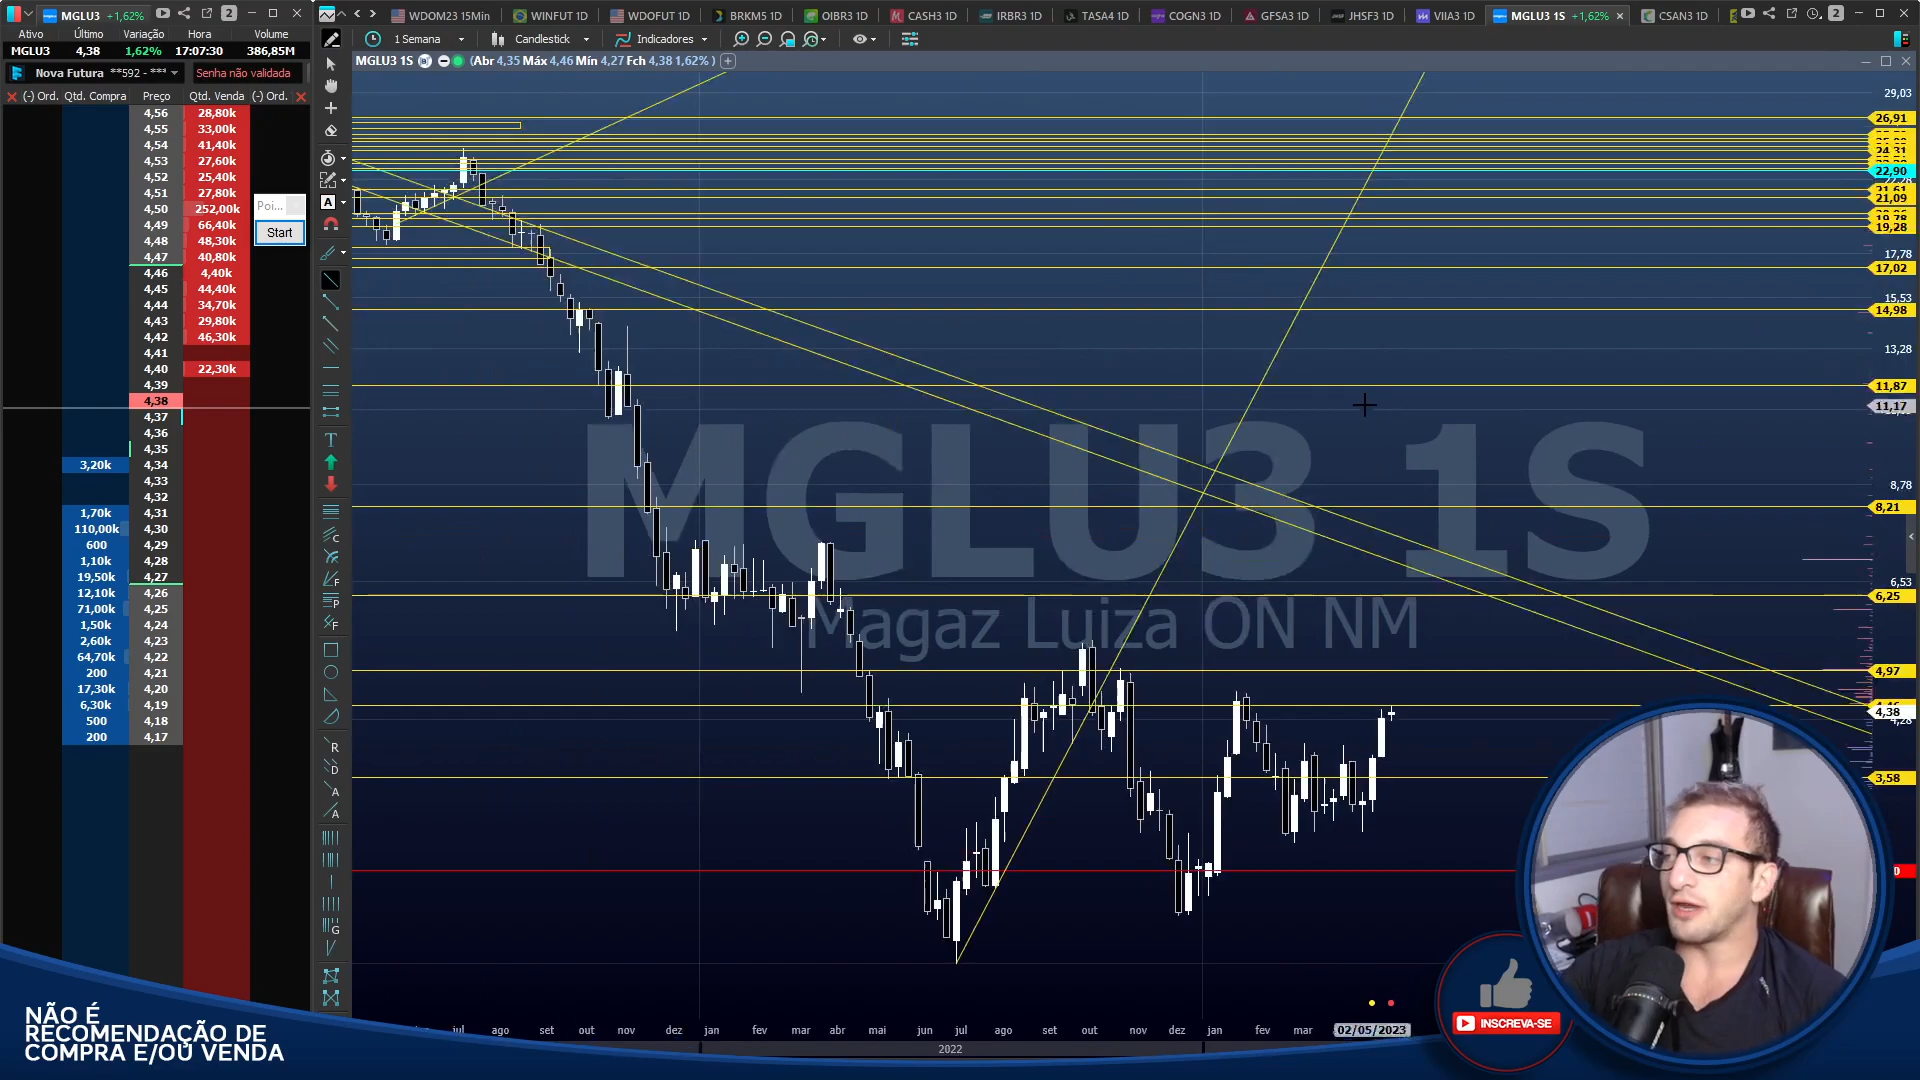 MGLU3 +1,62%
2
Ativo Último Variação Hora Volume
MGLU3 4,38 1,62% 17:07:30 386,85M
Nova Futura **592 - *** Senha não validada
(-) Ord. Qtd. Compra Preço Qtd. Venda (-) Ord.
4,56 28,80k
4,55 33,00k
4,54 41,40k
4,53 27,60k
4,52 25,40k
4,51 27,80k
4,50 252,00k
4,49 66,40k
4,48 48,30k
4,47 40,80k
4,46 4,40k
4,45 44,40k
4,44 34,70k
4,43 29,80k
4,42 46,30k
4,41
4,40 22,30k
4,39
4,38
4,37
4,36
4,35
3,20k 4,34
4,33
4,32
1,70k 4,31
110,00k 4,30
600 4,29
1,10k 4,28
19,50k 4,27
12,10k 4,26
71,00k 4,25
1,50k 4,24
2,60k 4,23
64,70k 4,22
200 4,21
17,30k 4,20
6,30k 4,19
500 4,18
200 4,17
Poi...
Start
WDOM23 15Min WINFUT 1D WDOFUT 1D BRKM5 1D OIBR3 1D CASH3 1D IRBR3 1D TASA4 1D COGN3 1D GFSA3 1D JHSF3 1D VIIA3 1D MGLU3 1S +1,62% CSAN3 1D 2
1 Semana Candlestick Indicadores
MGLU3 1S (Abr 4,35 Máx 4,46 Mín 4,27 Fch 4,38 1,62% )
29,03
26,91
24,31
22,90
21,61
21,09
19,78
19,28
17,78
17,02
15,53
14,98
13,28
11,87
11,17
8,78
8,21
6,53
6,25
4,97
4,38
4,28
3,58
0
MGLU3 1S
Magaz Luiza ON NM
A
T
C
F
F
P
F
R
D
A
A
G
jul ago set out nov dez jan fev mar abr mai jun jul ago set out nov dez jan fev mar 02/05/2023
2022
NÃO É
RECOMENDAÇÃO DE
COMPRA E/OU VENDA
INSCREVA-SE